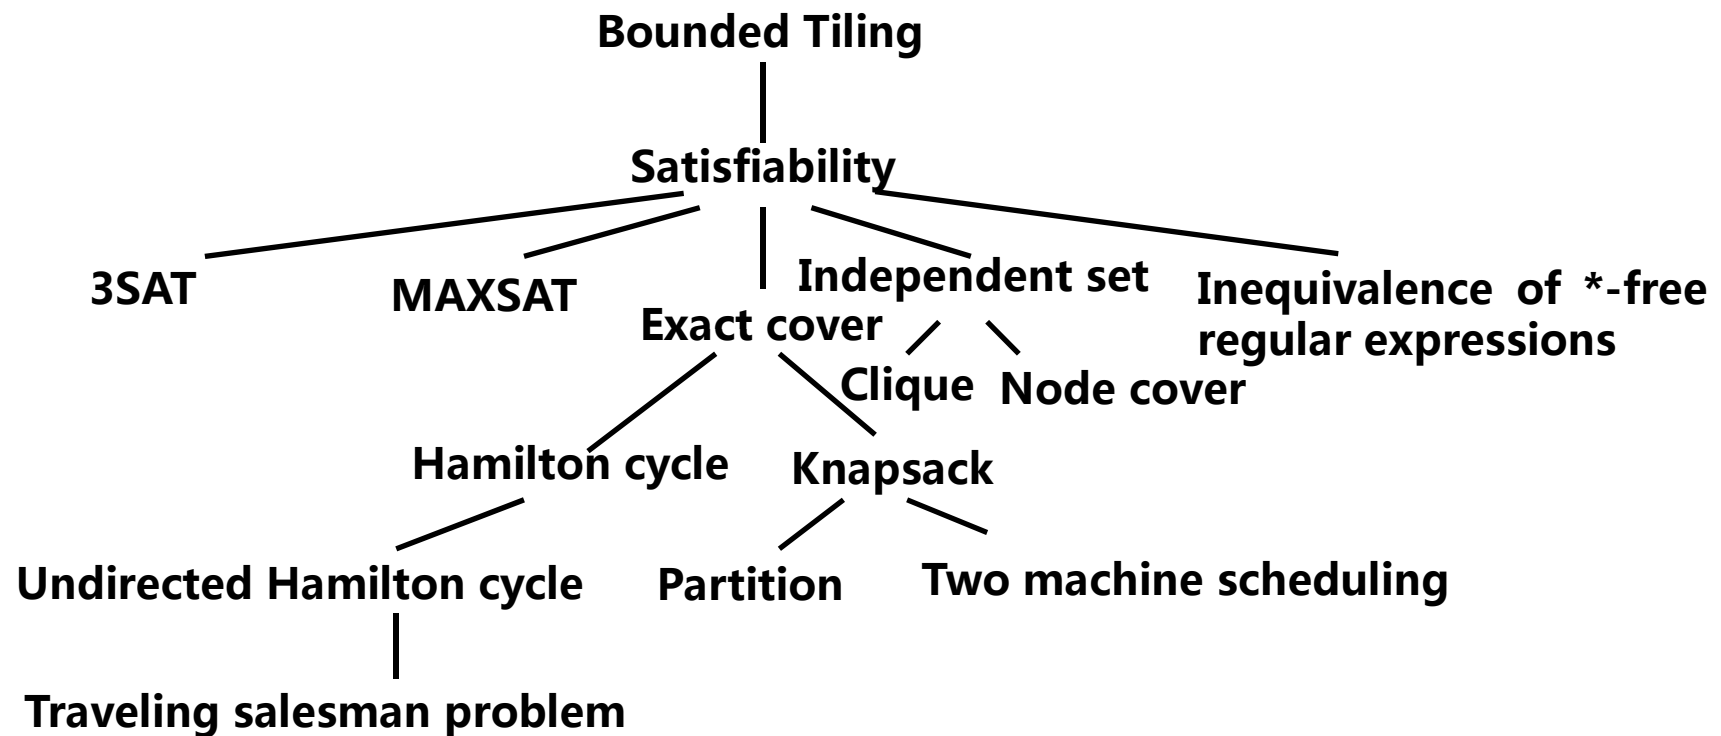 Bounded Tiling
Satisfiability
3SAT
MAXSAT
Exact cover
Independent set
Inequivalence of *-free
regular expressions
Clique
Node cover
Hamilton cycle
Knapsack
Undirected Hamilton cycle
Partition
Two machine scheduling
Traveling salesman problem